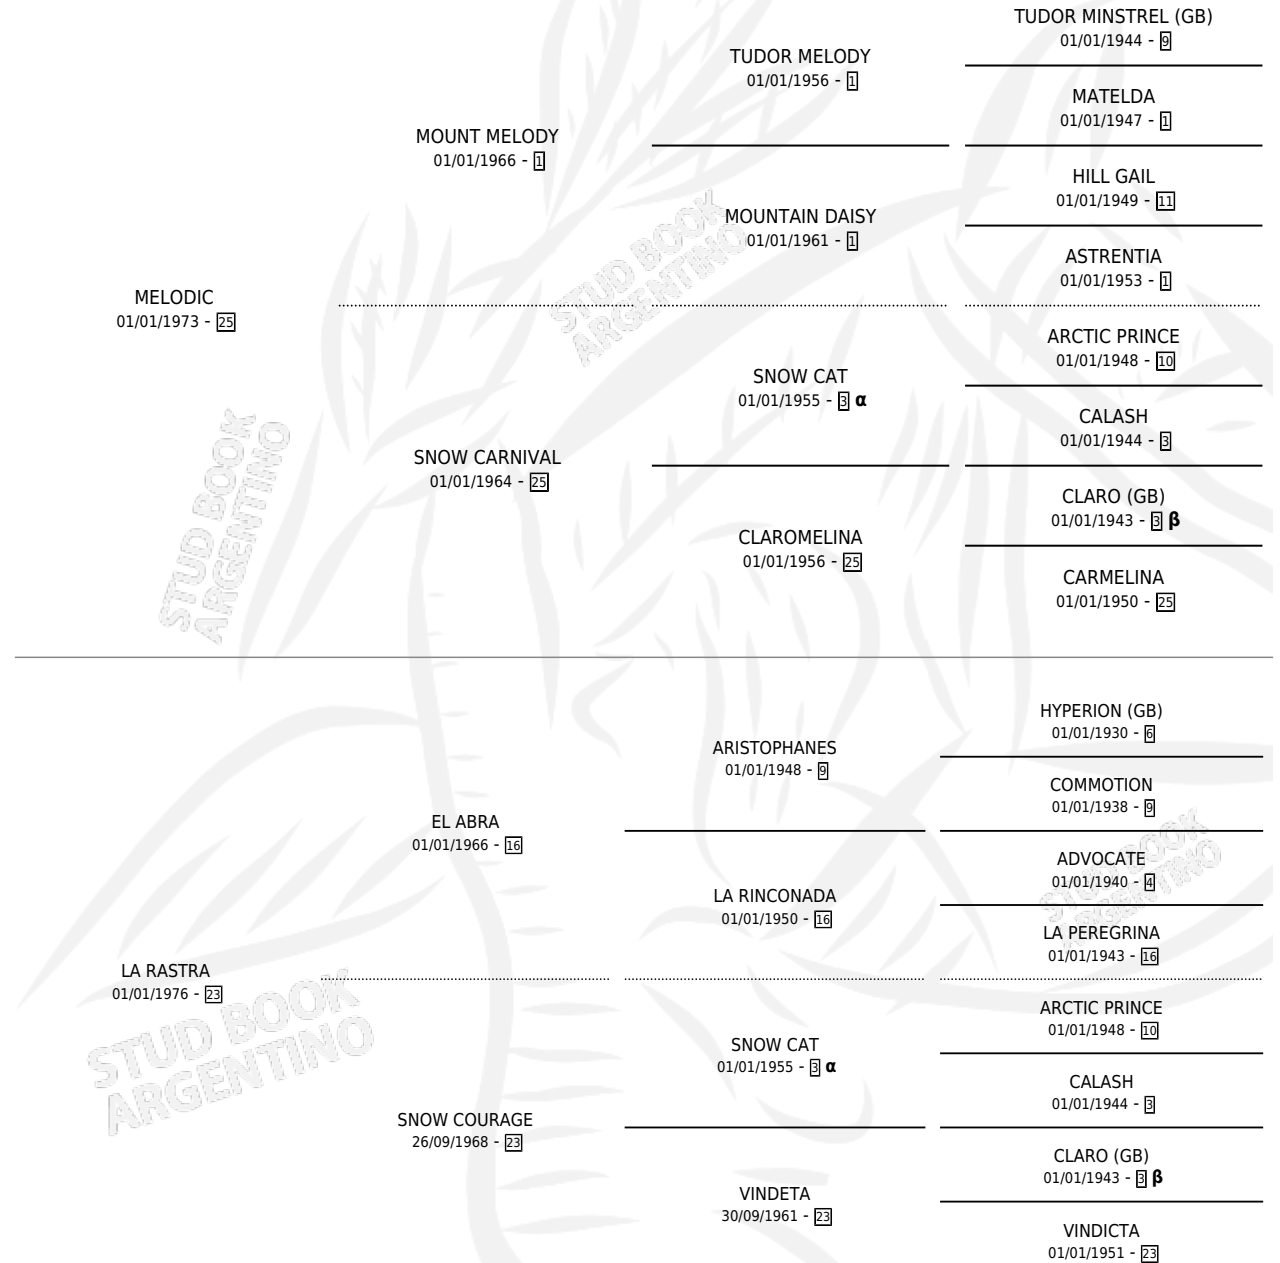 TUDOR MINSTREL (GB)
01/01/1944 - 9
TUDOR MELODY
01/01/1956 - 1
MATELDA
01/01/1947 - 1
MOUNT MELODY
01/01/1966 - 1
HILL GAIL
01/01/1949 - 11
MOUNTAIN DAISY
01/01/1961 - 1
ASTRENTIA
01/01/1953 - 1
MELODIC
01/01/1973 - 25
ARCTIC PRINCE
01/01/1948 - 10
SNOW CAT
01/01/1955 - 3 α
CALASH
01/01/1944 - 3
SNOW CARNIVAL
01/01/1964 - 25
CLARO (GB)
01/01/1943 - 3 β
CLAROMELINA
01/01/1956 - 25
CARMELINA
01/01/1950 - 25
HYPERION (GB)
01/01/1930 - 6
ARISTOPHANES
01/01/1948 - 9
COMMOTION
01/01/1938 - 9
EL ABRA
01/01/1966 - 16
ADVOCATE
01/01/1940 - 4
LA RINCONADA
01/01/1950 - 16
LA PEREGRINA
01/01/1943 - 16
LA RASTRA
01/01/1976 - 23
ARCTIC PRINCE
01/01/1948 - 10
SNOW CAT
01/01/1955 - 3 α
CALASH
01/01/1944 - 3
SNOW COURAGE
26/09/1968 - 23
CLARO (GB)
01/01/1943 - 3 β
VINDETA
30/09/1961 - 23
VINDICTA
01/01/1951 - 23
STUD BOOK
ARGENTINO
STUD BOOK
ARGENTINO
STUD BOOK
ARGENTINO
STUD BOOK
ARGENTINO